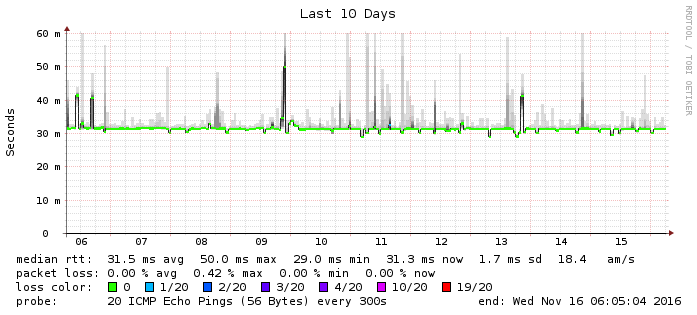 Last 10 Days
RRDTOOL / TOBI OETIKER
60 m
50 m
40 m
30 m
20 m
10 m
0
Seconds
06 07 08 09 10 11 12 13 14 15
median rtt: 31.5 ms avg 50.0 ms max 29.0 ms min 31.3 ms now 1.7 ms sd 18.4 am/s
packet loss: 0.00 % avg 0.42 % max 0.00 % min 0.00 % now
loss color: 0 1/20 2/20 3/20 4/20 10/20 19/20
probe: 20 ICMP Echo Pings (56 Bytes) every 300s end: Wed Nov 16 06:05:04 2016